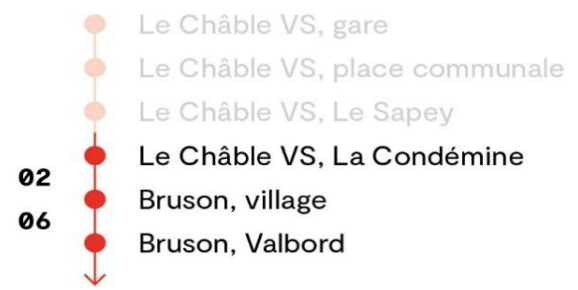 Le Châble VS, gare
Le Châble VS, place communale
Le Châble VS, Le Sapey
Le Châble VS, La Condémine
02
Bruson, village
06
Bruson, Valbord